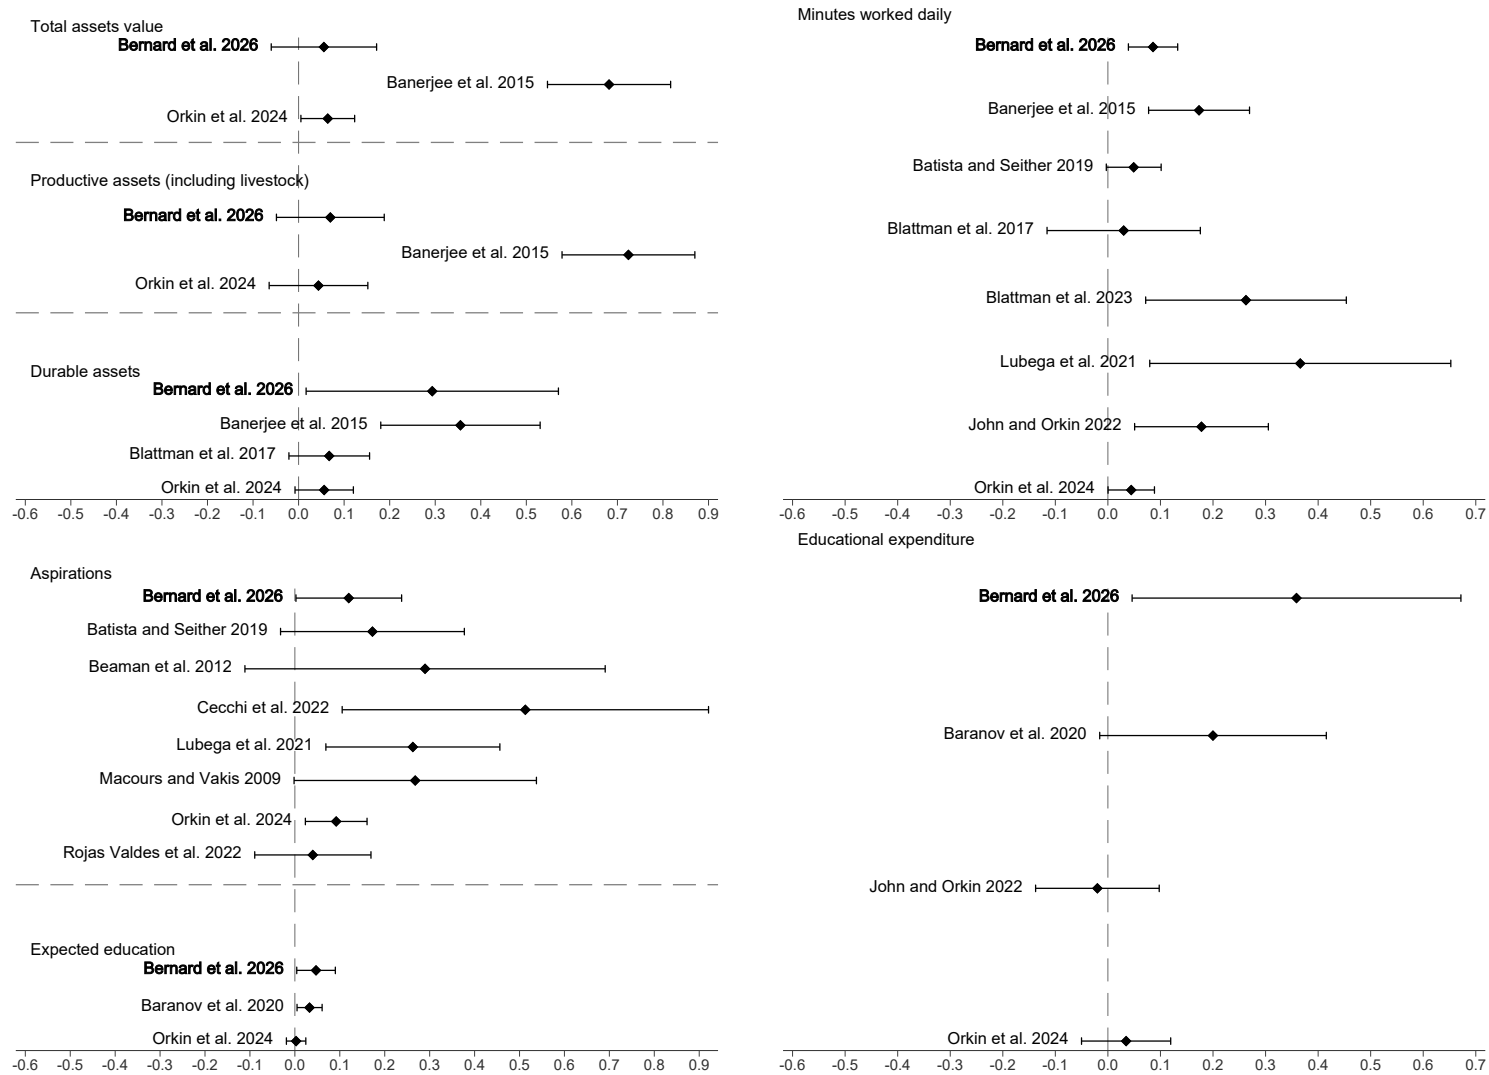 Total assets value
Bernard et al. 2026
Banerjee et al. 2015
Orkin et al. 2024
Productive assets (including livestock)
Bernard et al. 2026
Banerjee et al. 2015
Orkin et al. 2024
Durable assets
Bernard et al. 2026
Banerjee et al. 2015
Blattman et al. 2017
Orkin et al. 2024
-0.6 -0.5 -0.4 -0.3 -0.2 -0.1 0.0 0.1 0.2 0.3 0.4 0.5 0.6 0.7 0.8 0.9
Minutes worked daily
Bernard et al. 2026
Banerjee et al. 2015
Batista and Seither 2019
Blattman et al. 2017
Blattman et al. 2023
Lubega et al. 2021
John and Orkin 2022
Orkin et al. 2024
-0.6 -0.5 -0.4 -0.3 -0.2 -0.1 0.0 0.1 0.2 0.3 0.4 0.5 0.6 0.7
Aspirations
Bernard et al. 2026
Batista and Seither 2019
Beaman et al. 2012
Cecchi et al. 2022
Lubega et al. 2021
Macours and Vakis 2009
Orkin et al. 2024
Rojas Valdes et al. 2022
Expected education
Bernard et al. 2026
Baranov et al. 2020
Orkin et al. 2024
-0.6 -0.5 -0.4 -0.3 -0.2 -0.1 0.0 0.1 0.2 0.3 0.4 0.5 0.6 0.7 0.8 0.9
Educational expenditure
Bernard et al. 2026
Baranov et al. 2020
John and Orkin 2022
Orkin et al. 2024
-0.6 -0.5 -0.4 -0.3 -0.2 -0.1 0.0 0.1 0.2 0.3 0.4 0.5 0.6 0.7